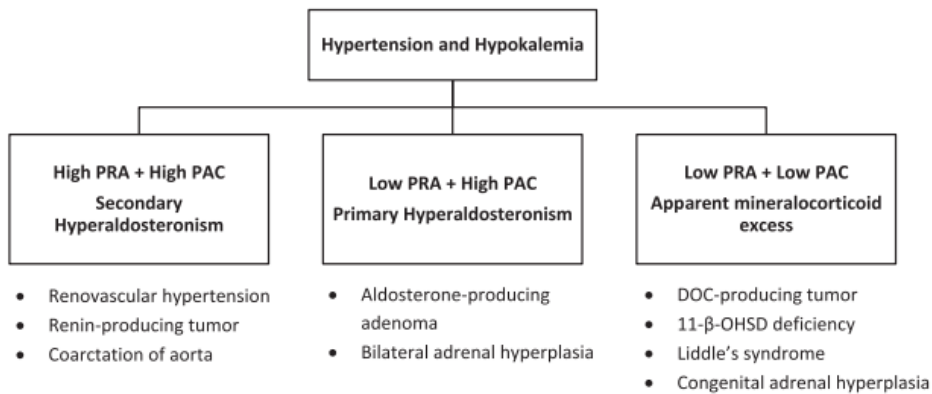 Hypertension and Hypokalemia
High PRA + High PAC
Secondary
Hyperaldosteronism
Low PRA + High PAC
Primary Hyperaldosteronism
Low PRA + Low PAC
Apparent mineralocorticoid
excess
• Renovascular hypertension
• Renin-producing tumor
• Coarctation of aorta
• Aldosterone-producing
adenoma
• Bilateral adrenal hyperplasia
• DOC-producing tumor
• 11-β-OHSD deficiency
• Liddle's syndrome
• Congenital adrenal hyperplasia